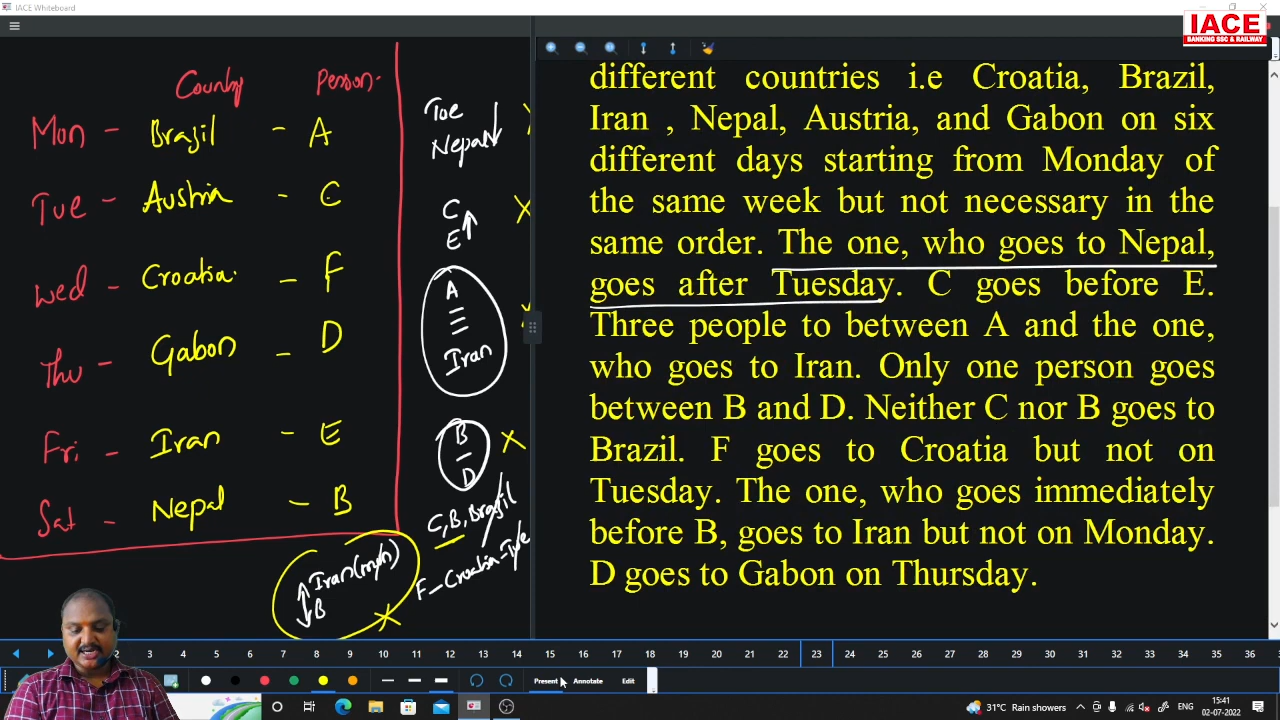 IACE Whiteboard
IACE
BANKING SSC & RAILWAY
Country Person
Mon - Brazil - A
Tue - Austria - C
Wed - Croatia - F
Thu - Gabon - D
Fri - Iran - E
Sat - Nepal - B
Tue
Nepal
C
E
A
Iran
B
D
C, B, Brazil
F - Croatia - Tue
Iran (mon)
B
different countries i.e Croatia, Brazil,
Iran , Nepal, Austria, and Gabon on six
different days starting from Monday of
the same week but not necessary in the
same order. The one, who goes to Nepal,
goes after Tuesday. C goes before E.
Three people to between A and the one,
who goes to Iran. Only one person goes
between B and D. Neither C nor B goes to
Brazil. F goes to Croatia but not on
Tuesday. The one, who goes immediately
before B, goes to Iran but not on Monday.
D goes to Gabon on Thursday.
2 3 4 5 6 7 8 9 10 11 12 13 14 15 16 17 18 19 20 21 22 23 24 25 26 27 28 29 30 31 32 33 34 35 36 3
Present Annotate Edit
31°C Rain showers
15:41
02-07-2022